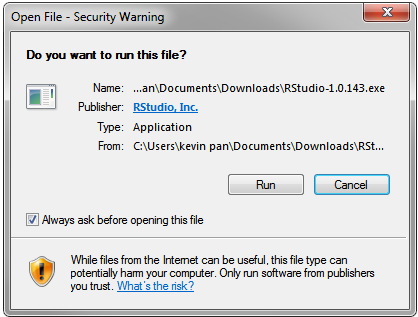 Open File - Security Warning
Do you want to run this file?
Name: ...an\Documents\Downloads\RStudio-1.0.143.exe
Publisher: RStudio, Inc.
Type: Application
From: C:\Users\kevin pan\Documents\Downloads\RSt...
Run Cancel
Always ask before opening this file
While files from the Internet can be useful, this file type can
potentially harm your computer. Only run software from publishers
you trust. What's the risk?